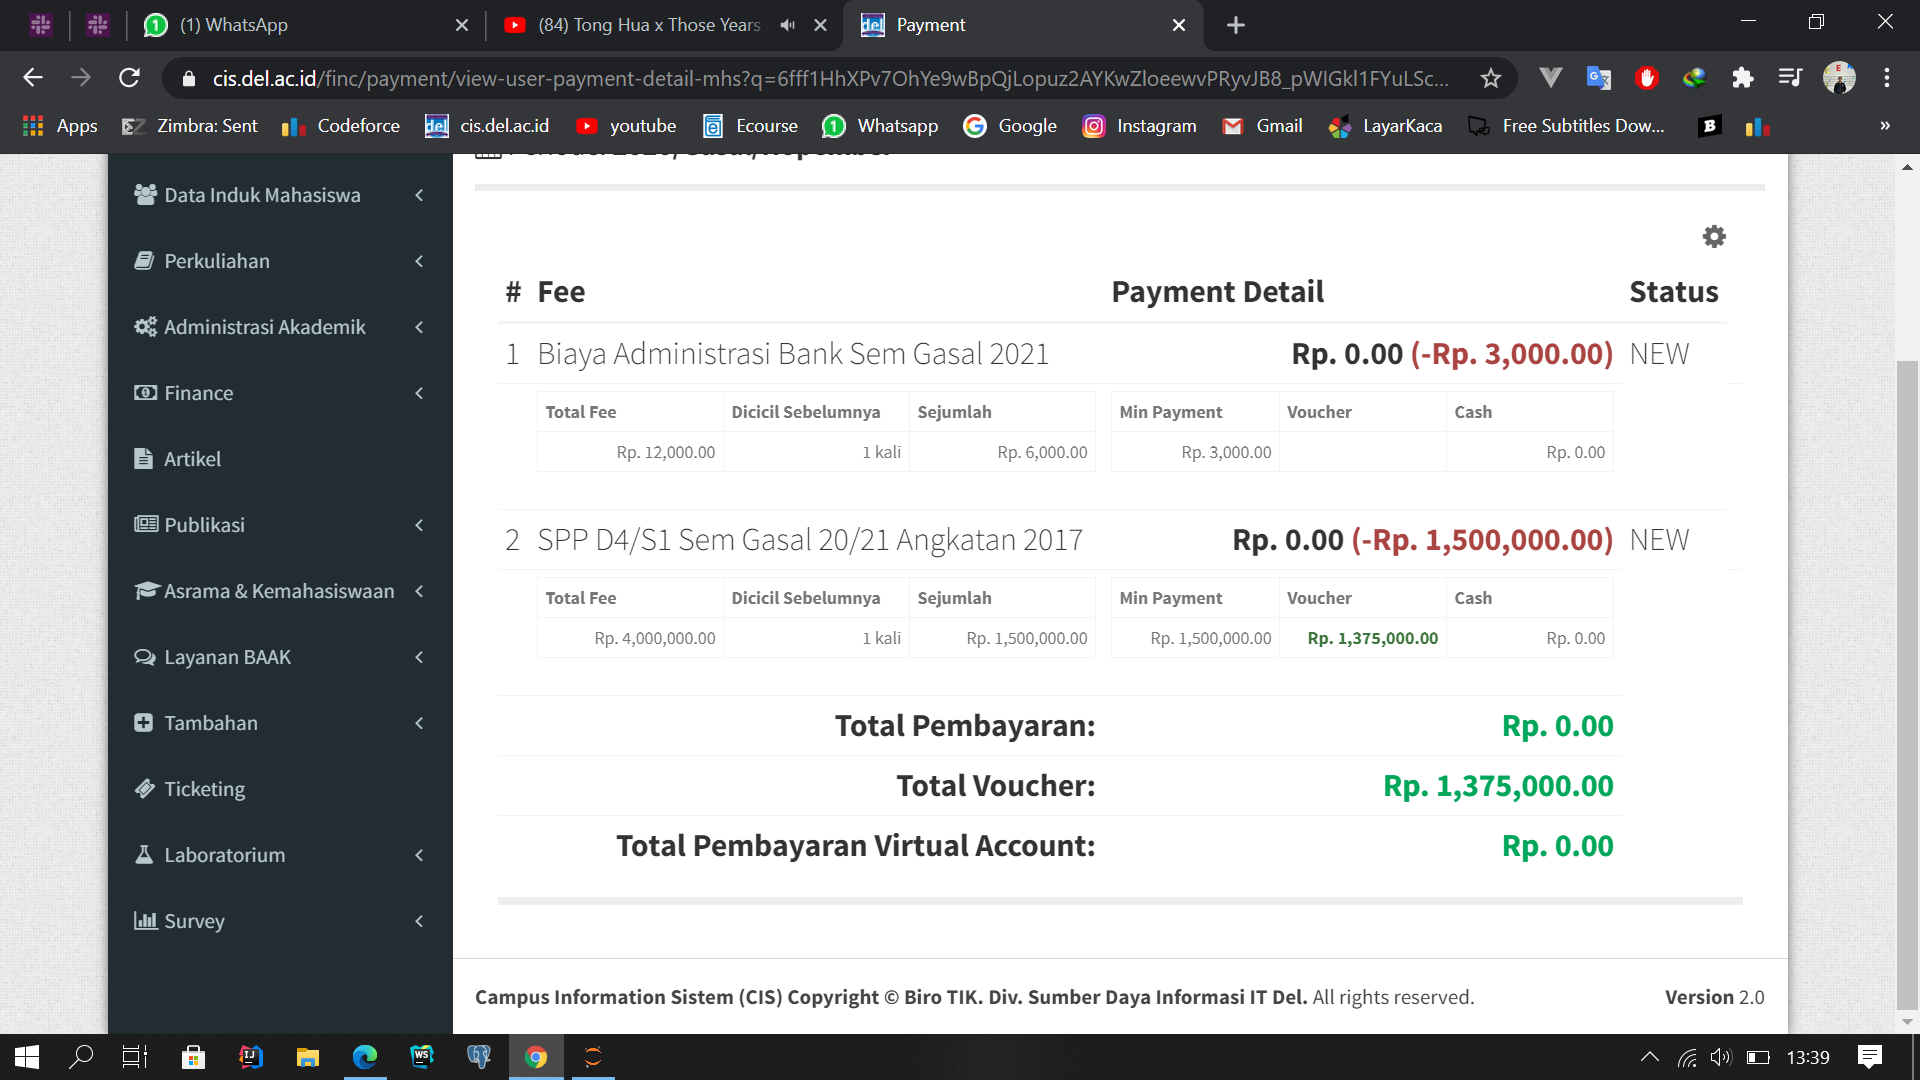 (1) WhatsApp
(84) Tong Hua x Those Years
Payment
cis.del.ac.id/finc/payment/view-user-payment-detail-mhs?q=6fff1HhXPv7OhYe9wBpQjLopuz2AYKwZloeewvPRyvJB8_pWIGkl1FYuLSc...
Apps
Zimbra: Sent
Codeforce
cis.del.ac.id
youtube
Ecourse
Whatsapp
Google
Instagram
Gmail
LayarKaca
Free Subtitles Dow...
»
Data Induk Mahasiswa
Perkuliahan
Administrasi Akademik
Finance
Artikel
Publikasi
Asrama & Kemahasiswaan
Layanan BAAK
Tambahan
Ticketing
Laboratorium
Survey
# Fee Payment Detail Status
1 Biaya Administrasi Bank Sem Gasal 2021 Rp. 0.00 (-Rp. 3,000.00) NEW
Total Fee Dicicil Sebelumnya Sejumlah Min Payment Voucher Cash
Rp. 12,000.00 1 kali Rp. 6,000.00 Rp. 3,000.00 Rp. 0.00
2 SPP D4/S1 Sem Gasal 20/21 Angkatan 2017 Rp. 0.00 (-Rp. 1,500,000.00) NEW
Total Fee Dicicil Sebelumnya Sejumlah Min Payment Voucher Cash
Rp. 4,000,000.00 1 kali Rp. 1,500,000.00 Rp. 1,500,000.00 Rp. 1,375,000.00 Rp. 0.00
Total Pembayaran: Rp. 0.00
Total Voucher: Rp. 1,375,000.00
Total Pembayaran Virtual Account: Rp. 0.00
Campus Information Sistem (CIS) Copyright © Biro TIK. Div. Sumber Daya Informasi IT Del. All rights reserved.
Version 2.0
13:39